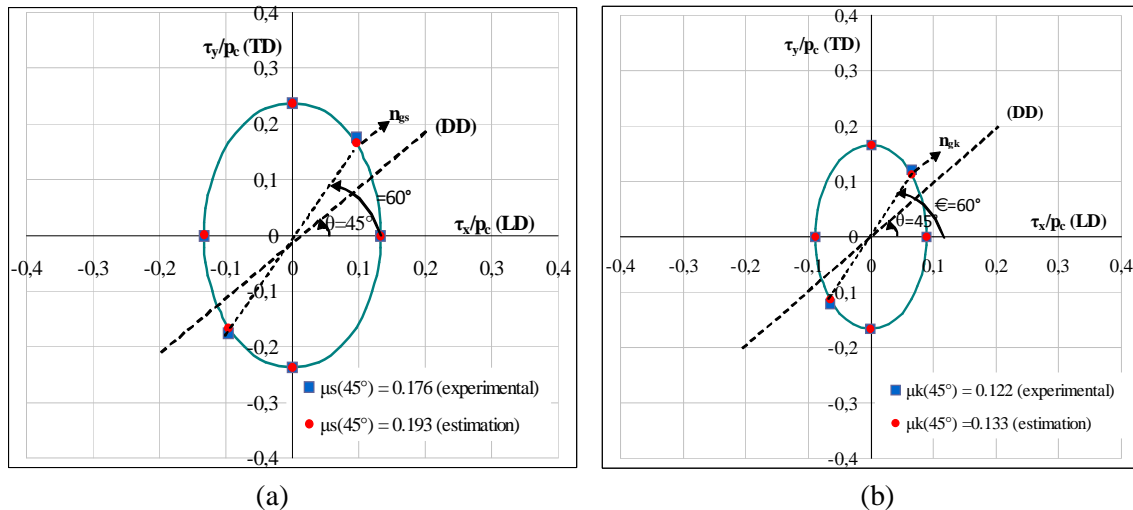 0,4
τy/pc (TD)
0,3
(DD)
ngs
0,2
0,1
=60°
θ=45°
τx/pc (LD)
0
-0,4 -0,3 -0,2 -0,1 0 0,1 0,2 0,3 0,4
-0,1
-0,2
μs(45°) = 0.176 (experimental)
-0,3
μs(45°) = 0.193 (estimation)
-0,4
(a)
0,4
τy/pc (TD)
0,3
(DD)
0,2
ngk
0,1
€=60°
θ=45°
τx/pc (LD)
0
-0,4 -0,3 -0,2 -0,1 0 0,1 0,2 0,3 0,4
-0,1
-0,2
μk(45°) = 0.122 (experimental)
-0,3
μk(45°) =0.133 (estimation)
-0,4
(b)